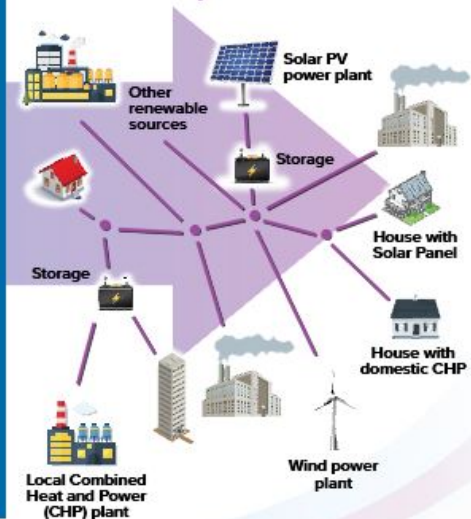 Solar PV
power plant
Other
renewable
sources
Storage
House with
Solar Panel
Storage
House with
domestic CHP
Wind power
plant
Local Combined
Heat and Power
(CHP) plant